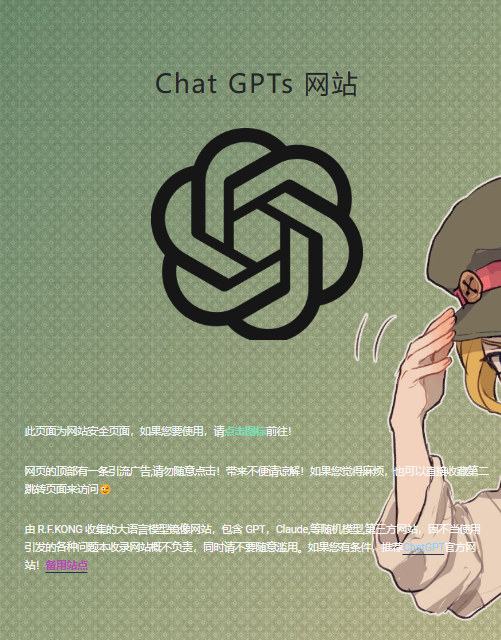 Chat GPTs 网站
此页面为网站安全页面，如果您要使用，请点击图标前往！
网页的顶部有一条引流广告,请勿随意点击！带来不便请谅解！如果您觉得麻烦，也可以直接收藏第二
跳转页面来访问🤕
由 R.F.KONG 收集的大语言模型镜像网站，包含 GPT，Claude,等随机模型,第三方网站，因不当使用
引发的各种问题本收录网站概不负责，同时请不要随意滥用。如果您有条件，推荐ChatGPT官方网
站！备用站点